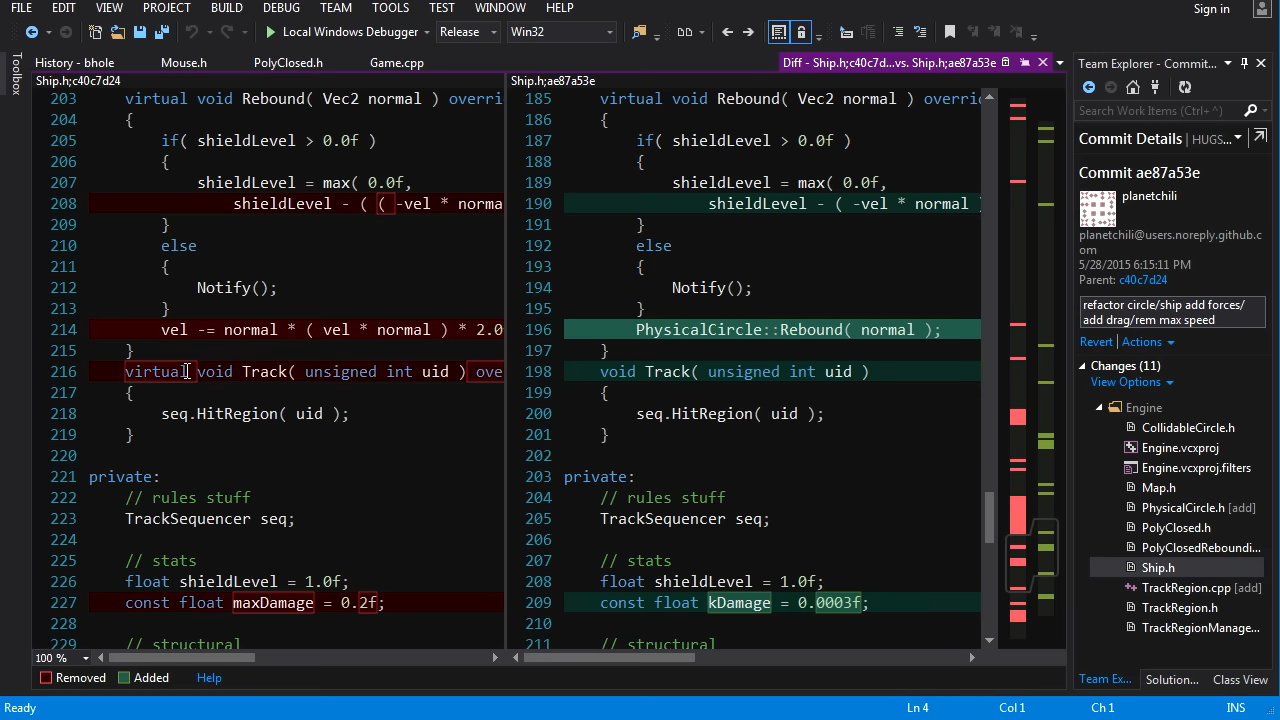 FILE EDIT VIEW PROJECT BUILD DEBUG TEAM TOOLS TEST WINDOW HELP
Sign in
Local Windows Debugger Release Win32
Toolbox
History - bhole Mouse.h PolyClosed.h Game.cpp Diff - Ship.h;c40c7d...vs. Ship.h;ae87a53e
Ship.h;c40c7d24
203 virtual void Rebound( Vec2 normal ) overri
204 {
205 if( shieldLevel > 0.0f )
206 {
207 shieldLevel = max( 0.0f,
208 shieldLevel - ( ( -vel * norma
209 }
210 else
211 {
212 Notify();
213 }
214 vel -= normal * ( vel * normal ) * 2.0
215 }
216 virtual void Track( unsigned int uid ) ove
217 {
218 seq.HitRegion( uid );
219 }
220
221 private:
222 // rules stuff
223 TrackSequencer seq;
224
225 // stats
226 float shieldLevel = 1.0f;
227 const float maxDamage = 0.2f;
228
229 // structural
Ship.h;ae87a53e
185 virtual void Rebound( Vec2 normal ) overri
186 {
187 if( shieldLevel > 0.0f )
188 {
189 shieldLevel = max( 0.0f,
190 shieldLevel - ( -vel * normal )
191 }
192 else
193 {
194 Notify();
195 }
196 PhysicalCircle::Rebound( normal );
197 }
198 void Track( unsigned int uid )
199 {
200 seq.HitRegion( uid );
201 }
202
203 private:
204 // rules stuff
205 TrackSequencer seq;
206
207 // stats
208 float shieldLevel = 1.0f;
209 const float kDamage = 0.0003f;
210
211 // structural
100 %
Removed Added Help
Team Explorer - Commit...
Search Work Items (Ctrl+ ^)
Commit Details | HUGS...
Commit ae87a53e
planetchili
planetchili@users.noreply.github.c
om
5/28/2015 6:15:11 PM
Parent: c40c7d24
refactor circle/ship add forces/
add drag/rem max speed
Revert Actions
Changes (11)
View Options
Engine
CollidableCircle.h
Engine.vcxproj
Engine.vcxproj.filters
Map.h
PhysicalCircle.h [add]
PolyClosed.h
PolyClosedReboundi...
Ship.h
TrackRegion.cpp [add]
TrackRegion.h
TrackRegionManage...
Team Ex... Solution... Class View
Ready Ln 4 Col 1 Ch 1 INS